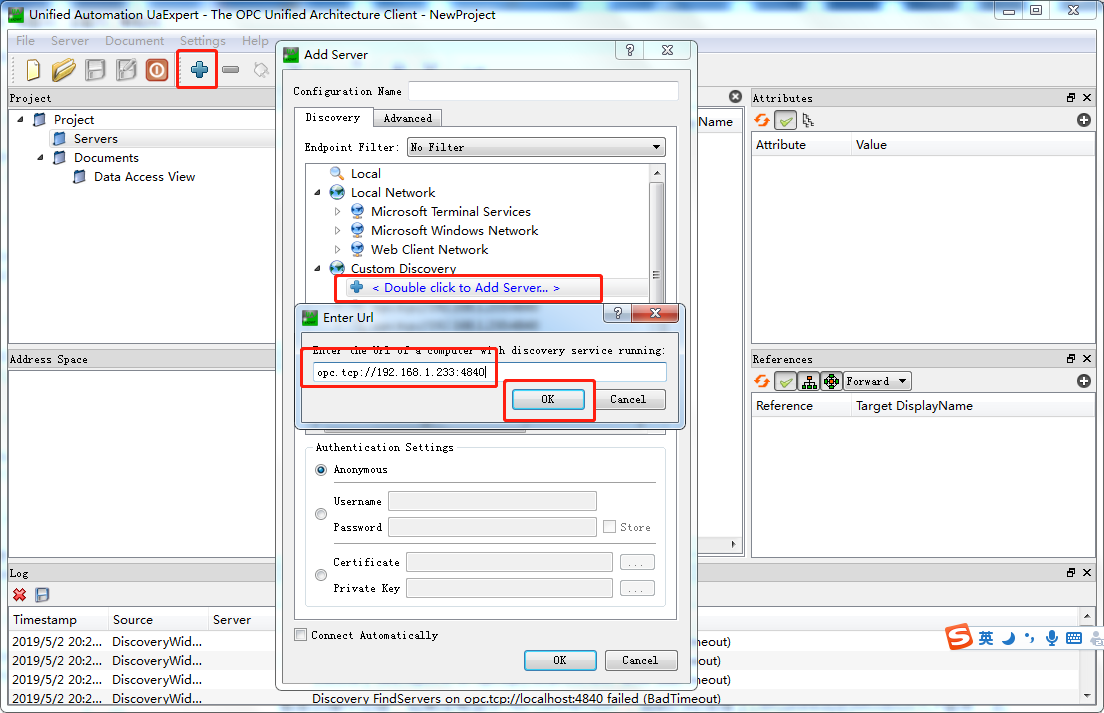 Unified Automation UaExpert - The OPC Unified Architecture Client - NewProject
File Server Document Settings Help
Project
Project
Servers
Documents
Data Access View
Address Space
Add Server
Configuration Name
Discovery Advanced
Endpoint Filter: No Filter
Local
Local Network
Microsoft Terminal Services
Microsoft Windows Network
Web Client Network
Custom Discovery
< Double click to Add Server... >
Enter Url
Enter the Url of a computer with discovery service running:
opc.tcp://192.168.1.233:4840
OK Cancel
Authentication Settings
Anonymous
Username
Password Store
Certificate ...
Private Key ...
Connect Automatically
OK Cancel
Name
Attributes
Attribute Value
References
Forward
Reference Target DisplayName
Log
Timestamp Source Server
2019/5/2 20:2... DiscoveryWid... meout)
2019/5/2 20:2... DiscoveryWid... out)
2019/5/2 20:2... DiscoveryWid... meout)
2019/5/2 20:2... DiscoveryWid... Discovery FindServers on opc.tcp://localhost:4840 failed (BadTimeout)
S 英